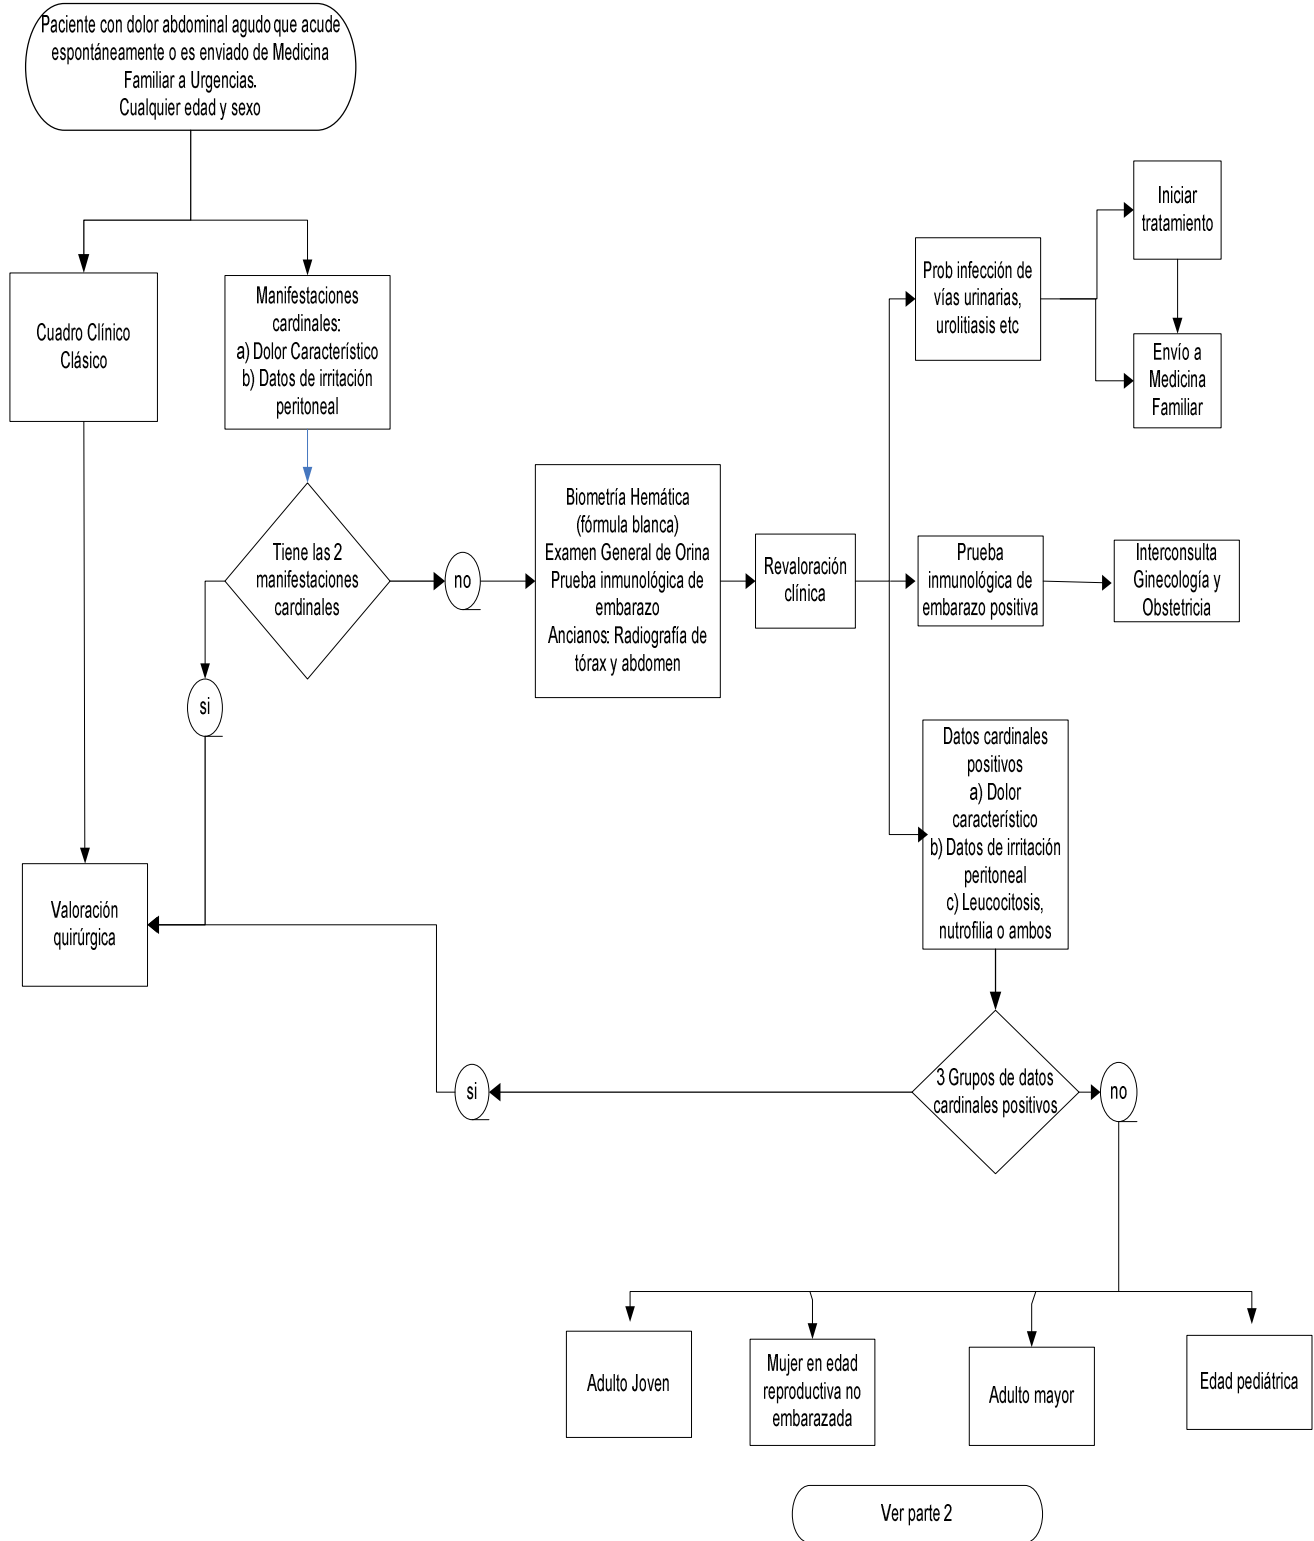 Paciente con dolor abdominal agudo que acude
espontáneamente o es enviado de Medicina
Familiar a Urgencias.
Cualquier edad y sexo
Cuadro Clínico
Clásico
Manifestaciones
cardinales:
a) Dolor Característico
b) Datos de irritación
peritoneal
Tiene las 2
manifestaciones
cardinales
no
si
Biometría Hemática
(fórmula blanca)
Examen General de Orina
Prueba inmunológica de
embarazo
Ancianos: Radiografía de
tórax y abdomen
Revaloración
clínica
Prob infección de
vías urinarias,
urolitiasis etc
Iniciar
tratamiento
Envío a
Medicina
Familiar
Prueba
inmunológica de
embarazo positiva
Interconsulta
Ginecología y
Obstetricia
Datos cardinales
positivos
a) Dolor
característico
b) Datos de irritación
peritoneal
c) Leucocitosis,
nutrofilia o ambos
Valoración
quirúrgica
3 Grupos de datos
cardinales positivos
si
no
Adulto Joven
Mujer en edad
reproductiva no
embarazada
Adulto mayor
Edad pediátrica
Ver parte 2